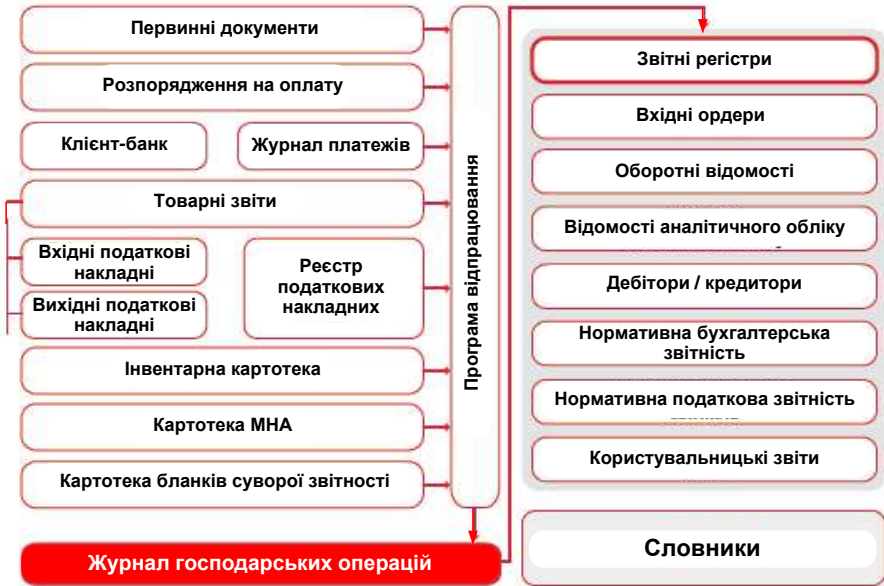 Первинні документи
Розпорядження на оплату
Клієнт-банк
Журнал платежів
Товарні звіти
Вхідні податкові
накладні
Вихідні податкові
накладні
Реєстр
податкових
накладних
Інвентарна картотека
Картотека МНА
Картотека бланків суворої звітності
Програма відпрацювання
Журнал господарських операцій
Звітні регістри
Вхідні ордери
Оборотні відомості
Відомості аналітичного обліку
Дебітори / кредитори
Нормативна бухгалтерська
звітність
Нормативна податкова звітність
Користувальницькі звіти
Словники